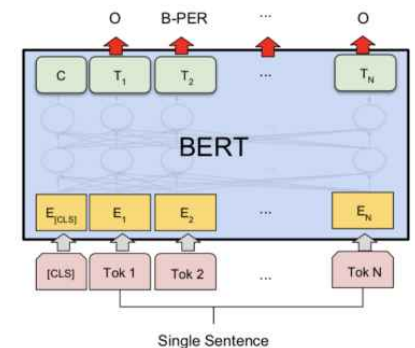 O B-PER ... O
C T1 T2 ... TN
BERT
E[CLS] E1 E2 ... EN
[CLS] Tok 1 Tok 2 ... Tok N
Single Sentence